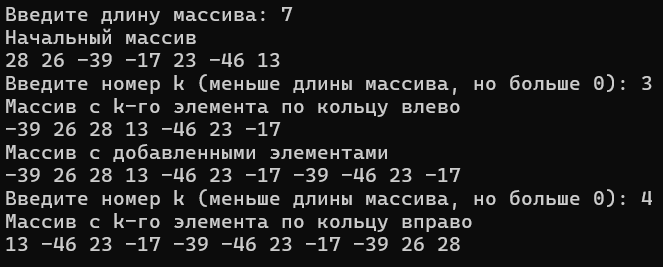 Введите длину массива: 7
Начальный массив
28 26 -39 -17 23 -46 13
Введите номер k (меньше длины массива, но больше 0): 3
Массив с k-го элемента по кольцу влево
-39 26 28 13 -46 23 -17
Массив с добавленными элементами
-39 26 28 13 -46 23 -17 -39 -46 23 -17
Введите номер k (меньше длины массива, но больше 0): 4
Массив с k-го элемента по кольцу вправо
13 -46 23 -17 -39 -46 23 -17 -39 26 28